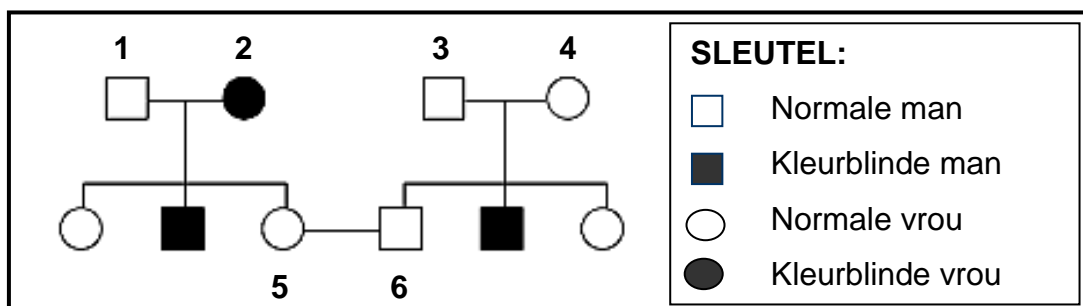 1 2 3 4
5 6
SLEUTEL:
Normale man
Kleurblinde man
Normale vrou
Kleurblinde vrou